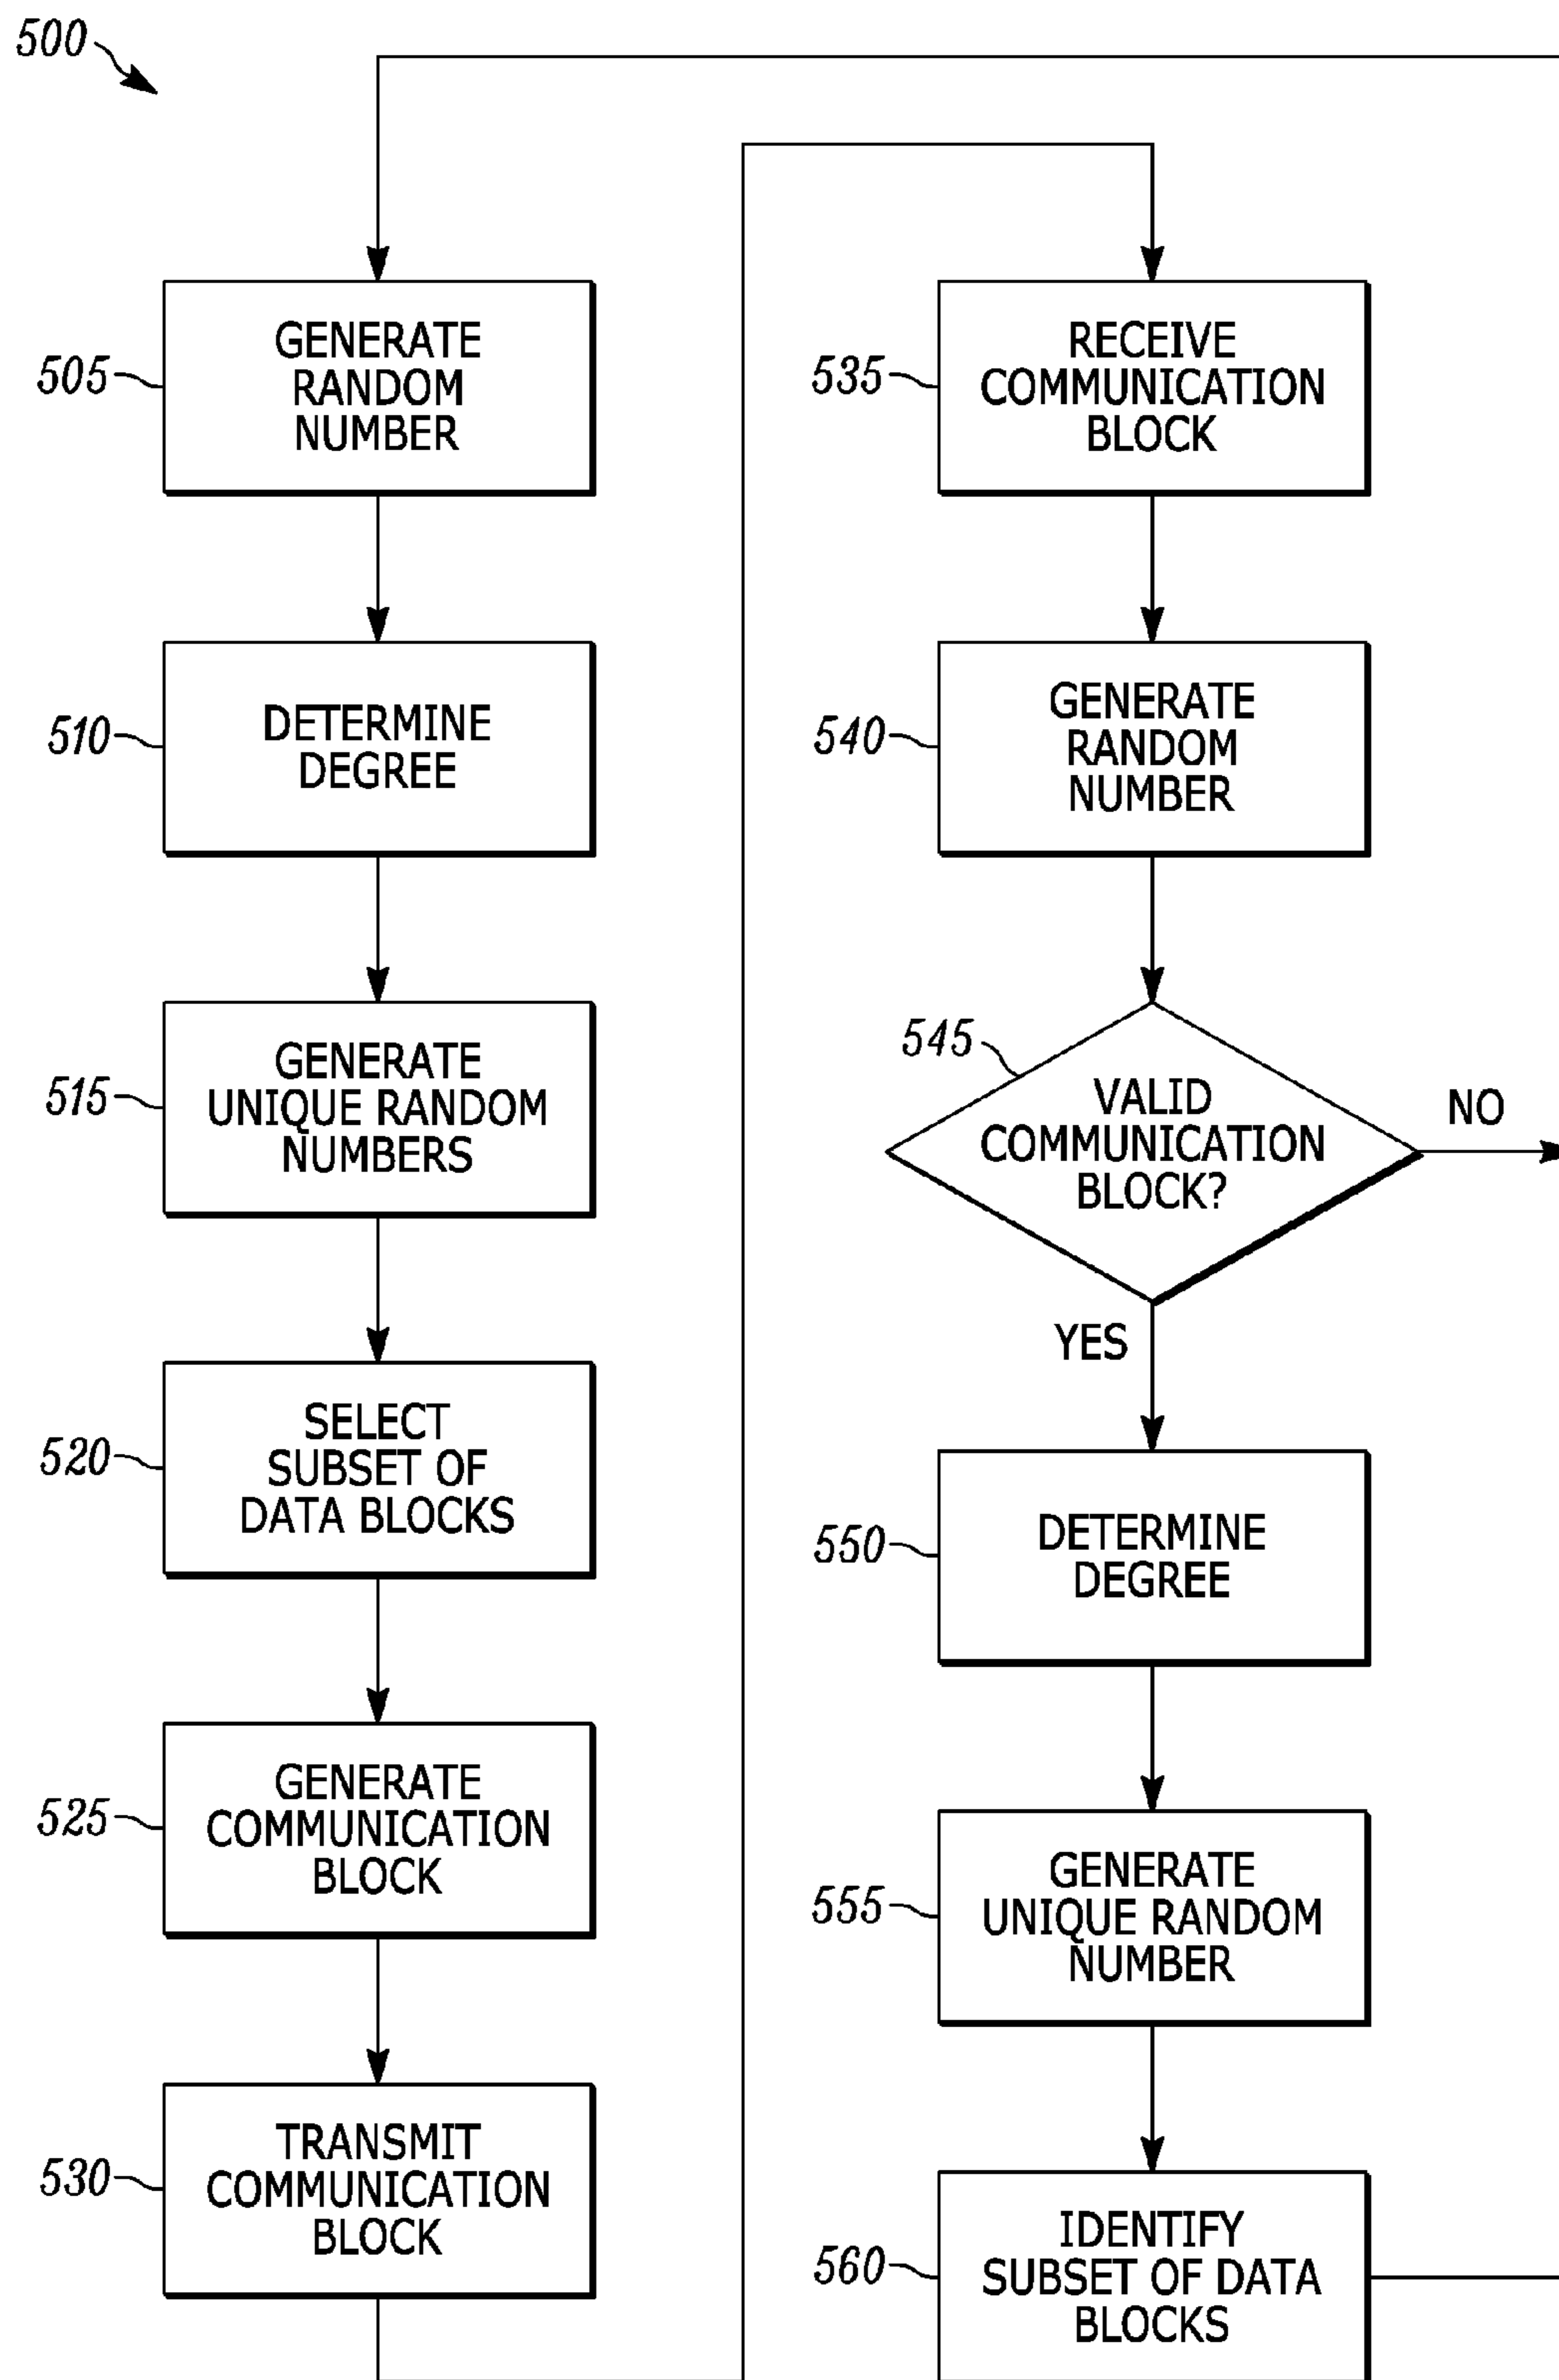 500
505
GENERATE
RANDOM
NUMBER
510
DETERMINE
DEGREE
515
GENERATE
UNIQUE RANDOM
NUMBERS
520
SELECT
SUBSET OF
DATA BLOCKS
525
GENERATE
COMMUNICATION
BLOCK
530
TRANSMIT
COMMUNICATION
BLOCK
535
RECEIVE
COMMUNICATION
BLOCK
540
GENERATE
RANDOM
NUMBER
545
VALID
COMMUNICATION
BLOCK?
NO
YES
550
DETERMINE
DEGREE
555
GENERATE
UNIQUE RANDOM
NUMBER
560
IDENTIFY
SUBSET OF DATA
BLOCKS